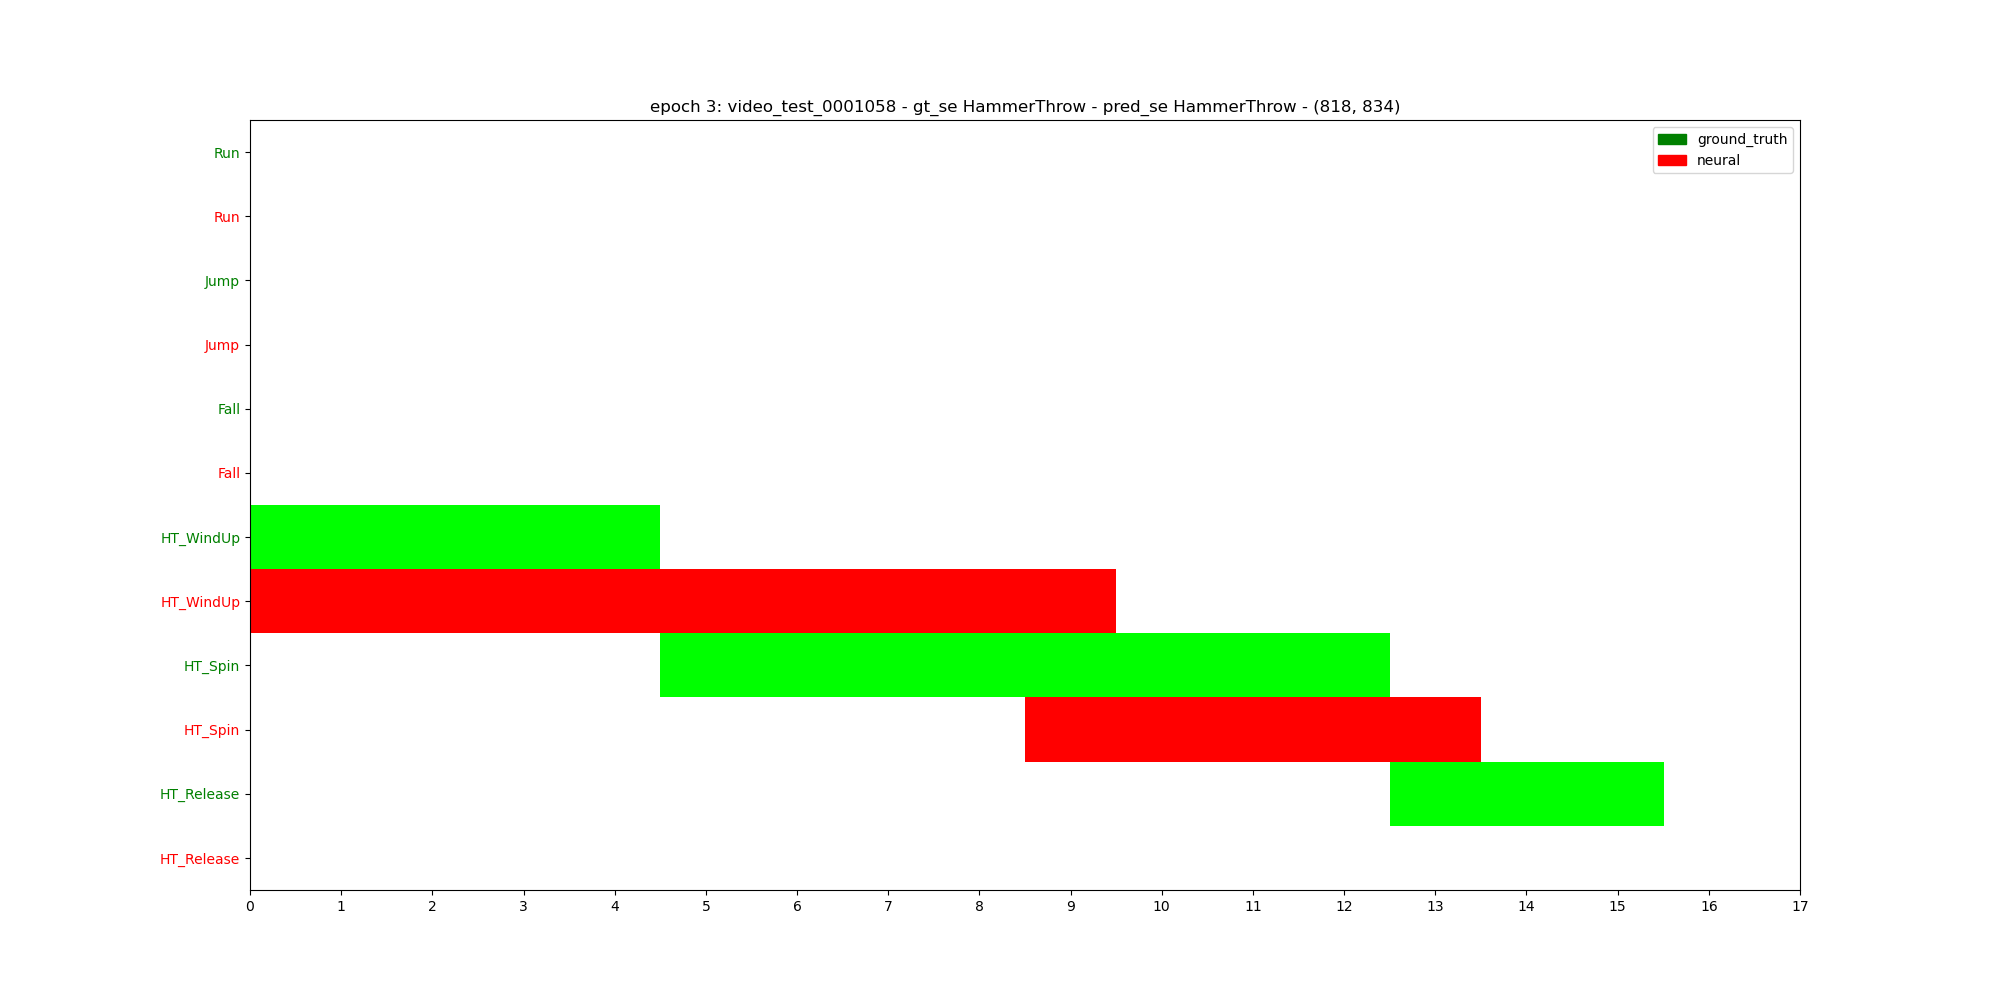 epoch 3: video_test_0001058 - gt_se HammerThrow - pred_se HammerThrow - (818, 834)
ground_truth
neural
Run
Run
Jump
Jump
Fall
Fall
HT_WindUp
HT_WindUp
HT_Spin
HT_Spin
HT_Release
HT_Release
0 1 2 3 4 5 6 7 8 9 10 11 12 13 14 15 16 17